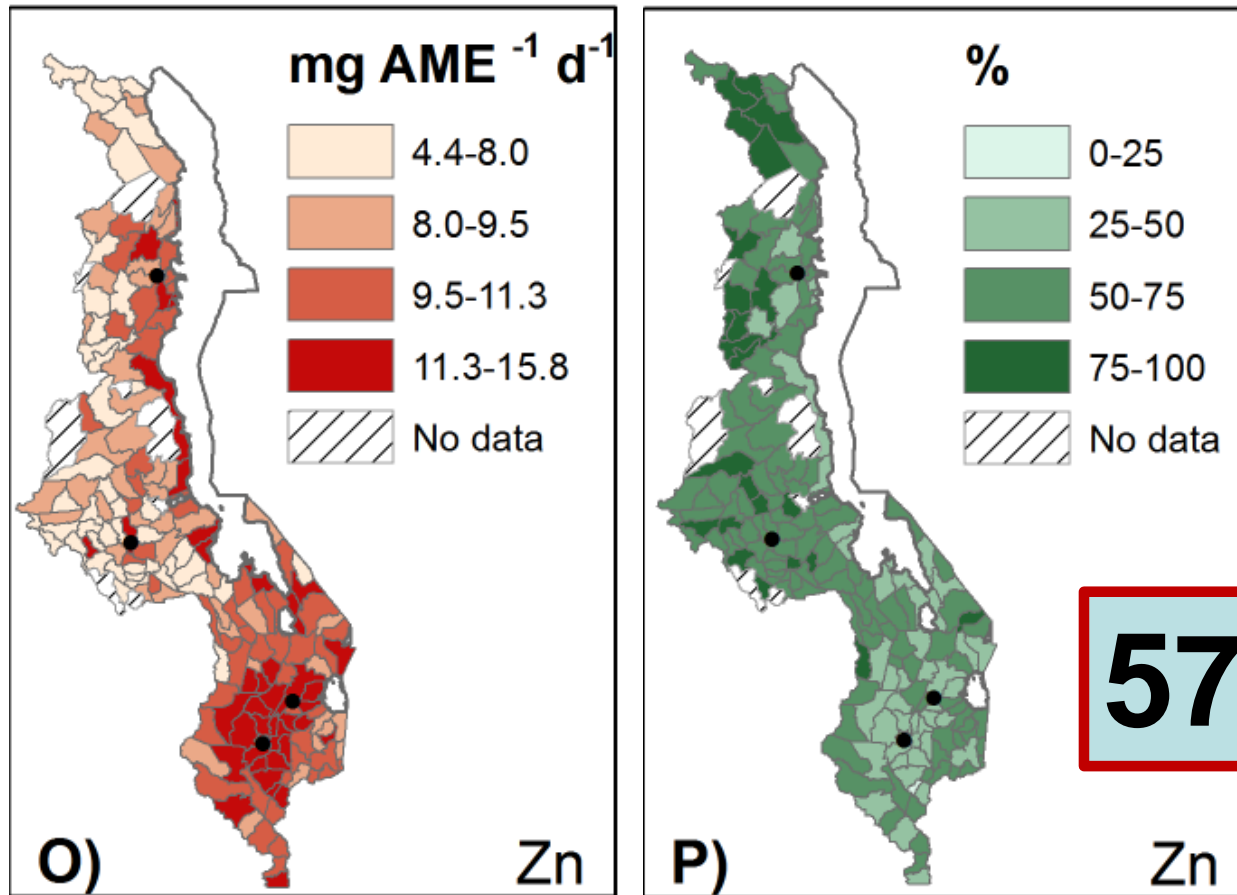 mg AME ⁻¹ d⁻¹
4.4-8.0
8.0-9.5
9.5-11.3
11.3-15.8
No data
O)
Zn
%
0-25
25-50
50-75
75-100
No data
57
P)
Zn